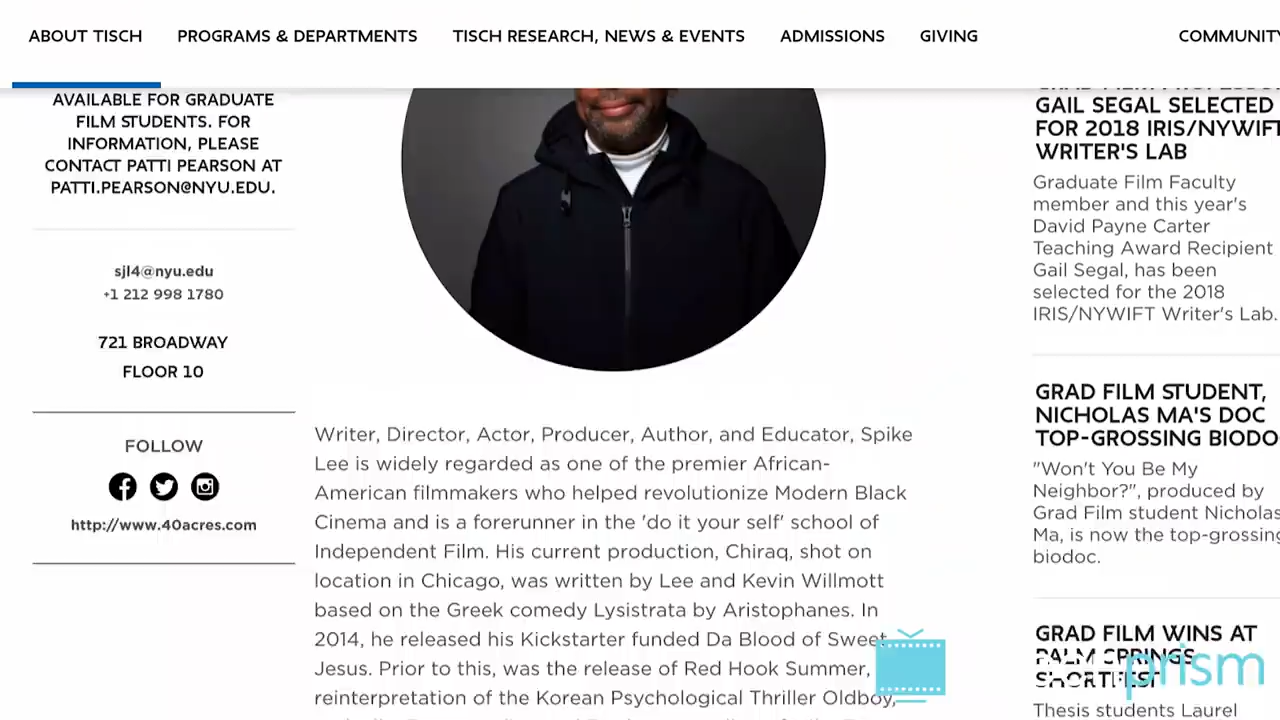 ABOUT TISCH PROGRAMS & DEPARTMENTS TISCH RESEARCH, NEWS & EVENTS ADMISSIONS GIVING COMMUNITY
AVAILABLE FOR GRADUATE
FILM STUDENTS. FOR
INFORMATION, PLEASE
CONTACT PATTI PEARSON AT
PATTI.PEARSON@NYU.EDU.
sjl4@nyu.edu
+1 212 998 1780
721 BROADWAY
FLOOR 10
FOLLOW
http://www.40acres.com
Writer, Director, Actor, Producer, Author, and Educator, Spike
Lee is widely regarded as one of the premier African-
American filmmakers who helped revolutionize Modern Black
Cinema and is a forerunner in the 'do it your self' school of
Independent Film. His current production, Chiraq, shot on
location in Chicago, was written by Lee and Kevin Willmott
based on the Greek comedy Lysistrata by Aristophanes. In
2014, he released his Kickstarter funded Da Blood of Sweet
Jesus. Prior to this, was the release of Red Hook Summer,
reinterpretation of the Korean Psychological Thriller Oldboy,
GAIL SEGAL SELECTED
FOR 2018 IRIS/NYWIFT
WRITER'S LAB
Graduate Film Faculty
member and this year's
David Payne Carter
Teaching Award Recipient
Gail Segal, has been
selected for the 2018
IRIS/NYWIFT Writer's Lab.
GRAD FILM STUDENT,
NICHOLAS MA'S DOC
TOP-GROSSING BIODO
"Won't You Be My
Neighbor?", produced by
Grad Film student Nicholas
Ma, is now the top-grossing
biodoc.
GRAD FILM WINS AT
PALM SPRINGS
SHORTFEST
Thesis students Laurel
prism